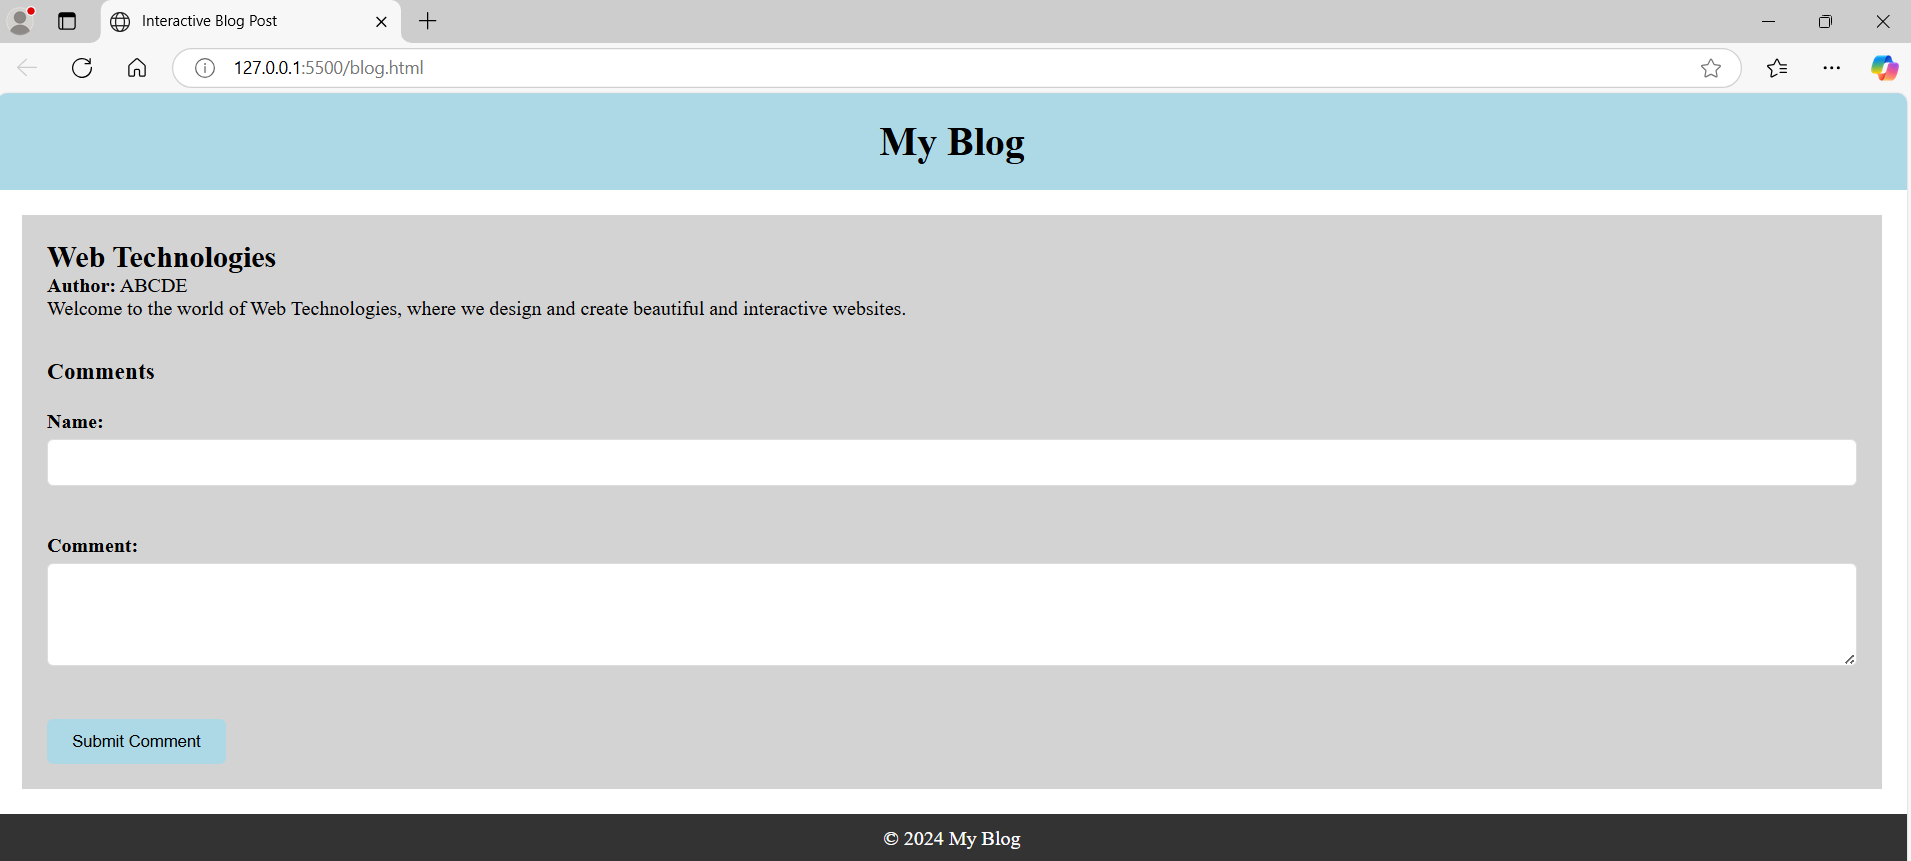 Interactive Blog Post
127.0.0.1:5500/blog.html
My Blog
Web Technologies
Author: ABCDE
Welcome to the world of Web Technologies, where we design and create beautiful and interactive websites.
Comments
Name:
Comment:
Submit Comment
© 2024 My Blog